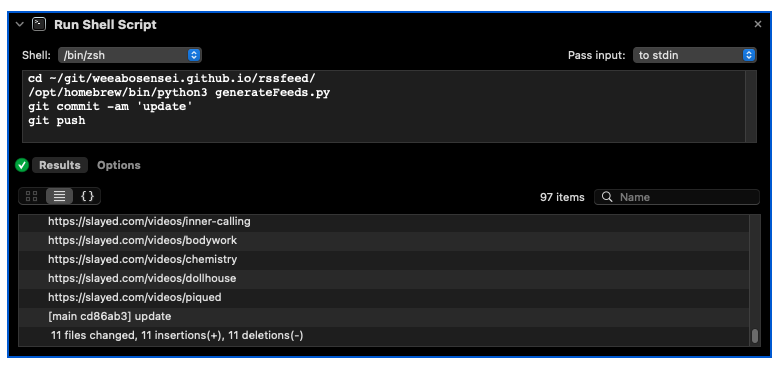 Run Shell Script
Shell: /bin/zsh Pass input: to stdin
cd ~/git/weeabosensei.github.io/rssfeed/
/opt/homebrew/bin/python3 generateFeeds.py
git commit -am 'update'
git push
Results Options
{} 97 items Name
https://slayed.com/videos/inner-calling
https://slayed.com/videos/bodywork
https://slayed.com/videos/chemistry
https://slayed.com/videos/dollhouse
https://slayed.com/videos/piqued
[main cd86ab3] update
11 files changed, 11 insertions(+), 11 deletions(-)